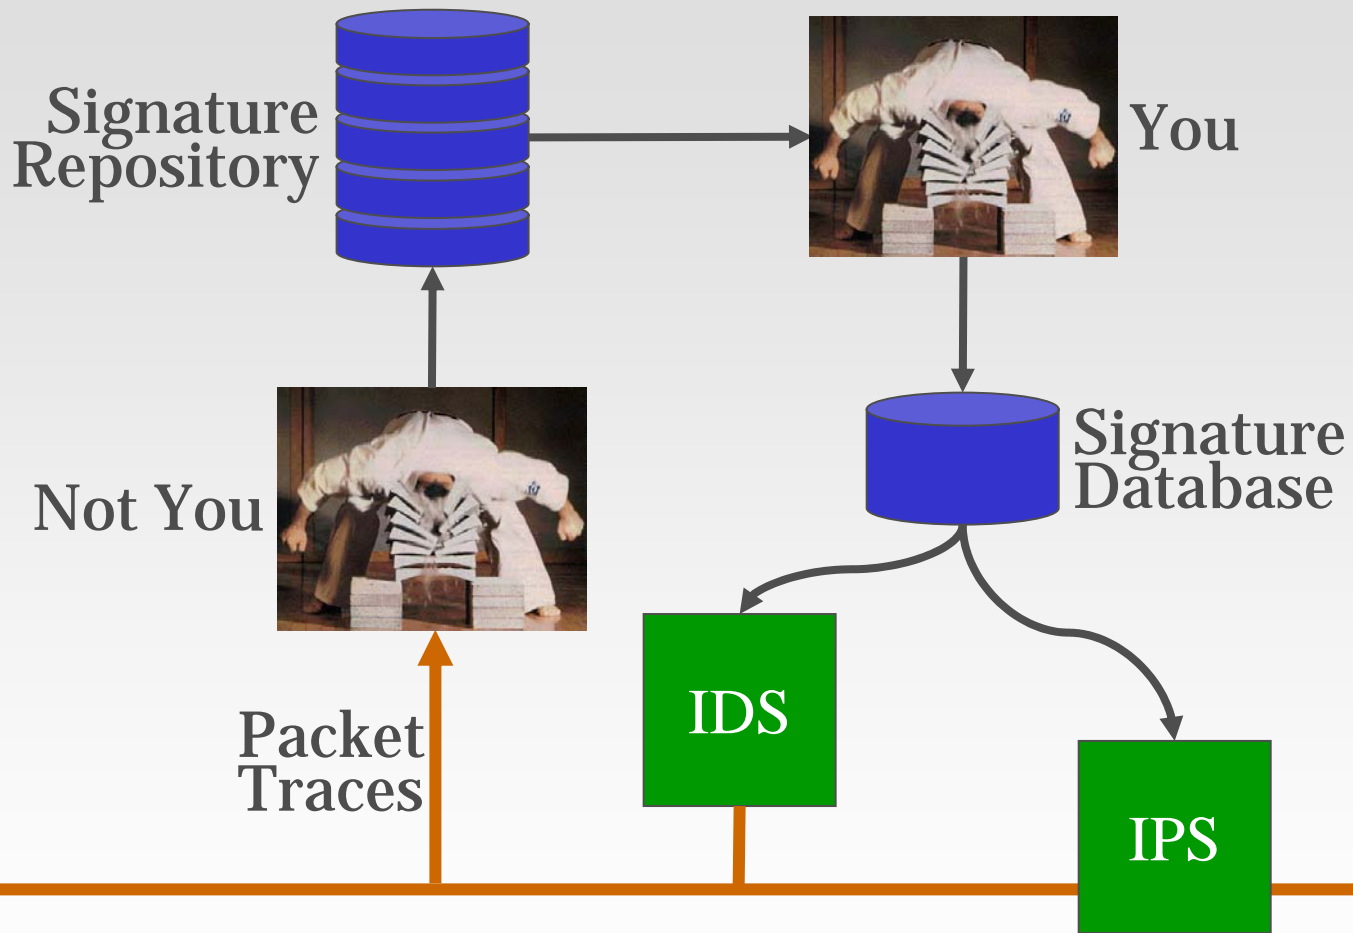 Signature
Repository
You
Not You
Signature
Database
Packet
Traces
IDS
IPS